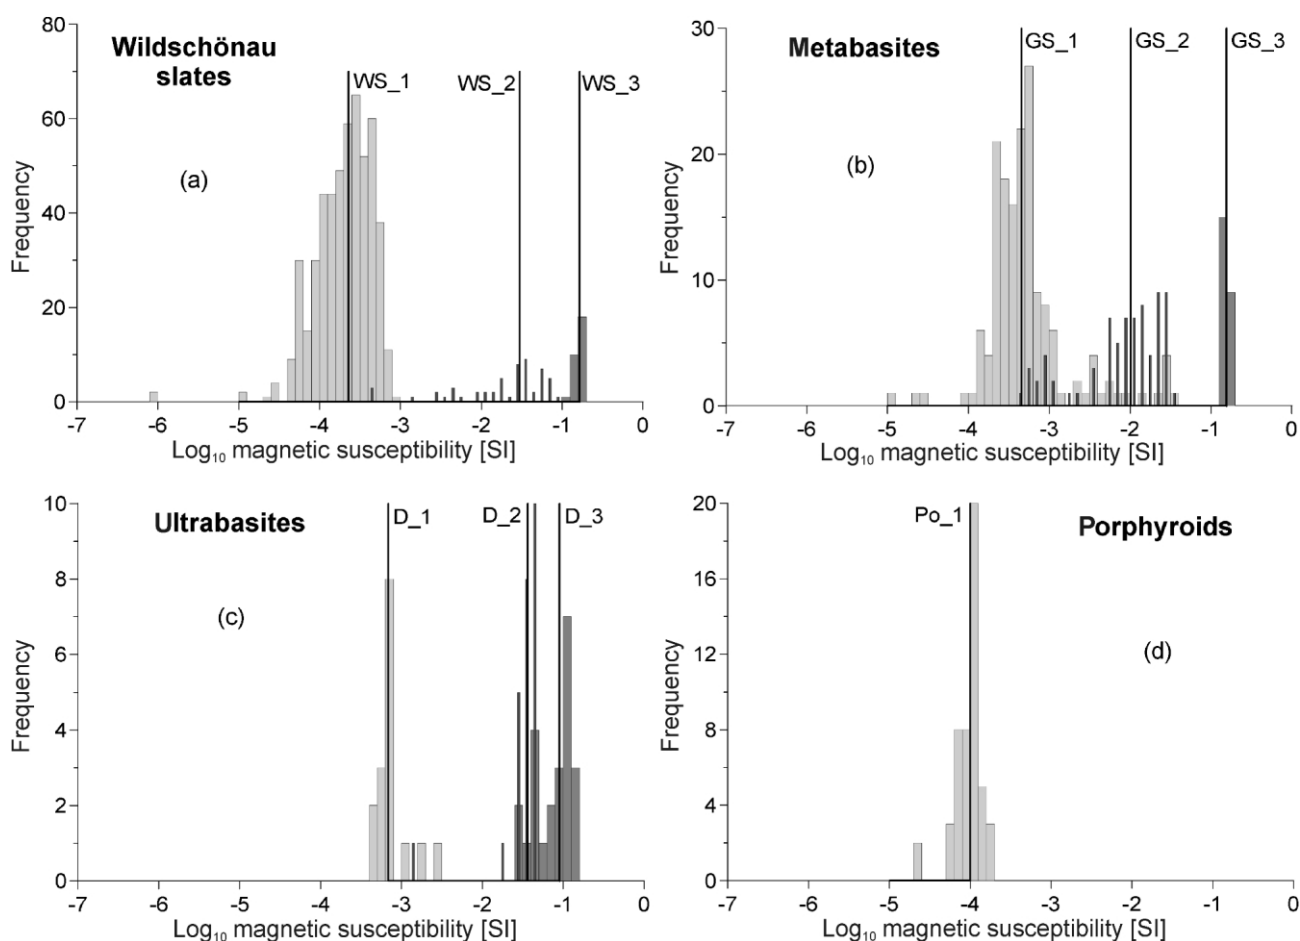 Wildschönau
slates
(a)
WS_1
WS_2
WS_3
80
60
40
20
0
Frequency
-7 -6 -5 -4 -3 -2 -1 0
Log₁₀ magnetic susceptibility [SI]
Metabasites
(b)
GS_1
GS_2
GS_3
30
20
10
0
Frequency
-7 -6 -5 -4 -3 -2 -1 0
Log₁₀ magnetic susceptibility [SI]
Ultrabasites
(c)
D_1
D_2
D_3
10
8
6
4
2
0
Frequency
-7 -6 -5 -4 -3 -2 -1 0
Log₁₀ magnetic susceptibility [SI]
Po_1
Porphyroids
(d)
20
16
12
8
4
0
Frequency
-7 -6 -5 -4 -3 -2 -1 0
Log₁₀ magnetic susceptibility [SI]